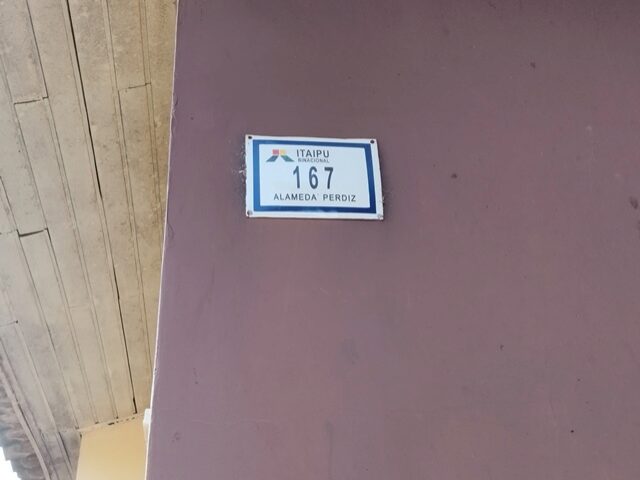 ITAIPU
BINACIONAL
167
ALAMEDA PERDIZ